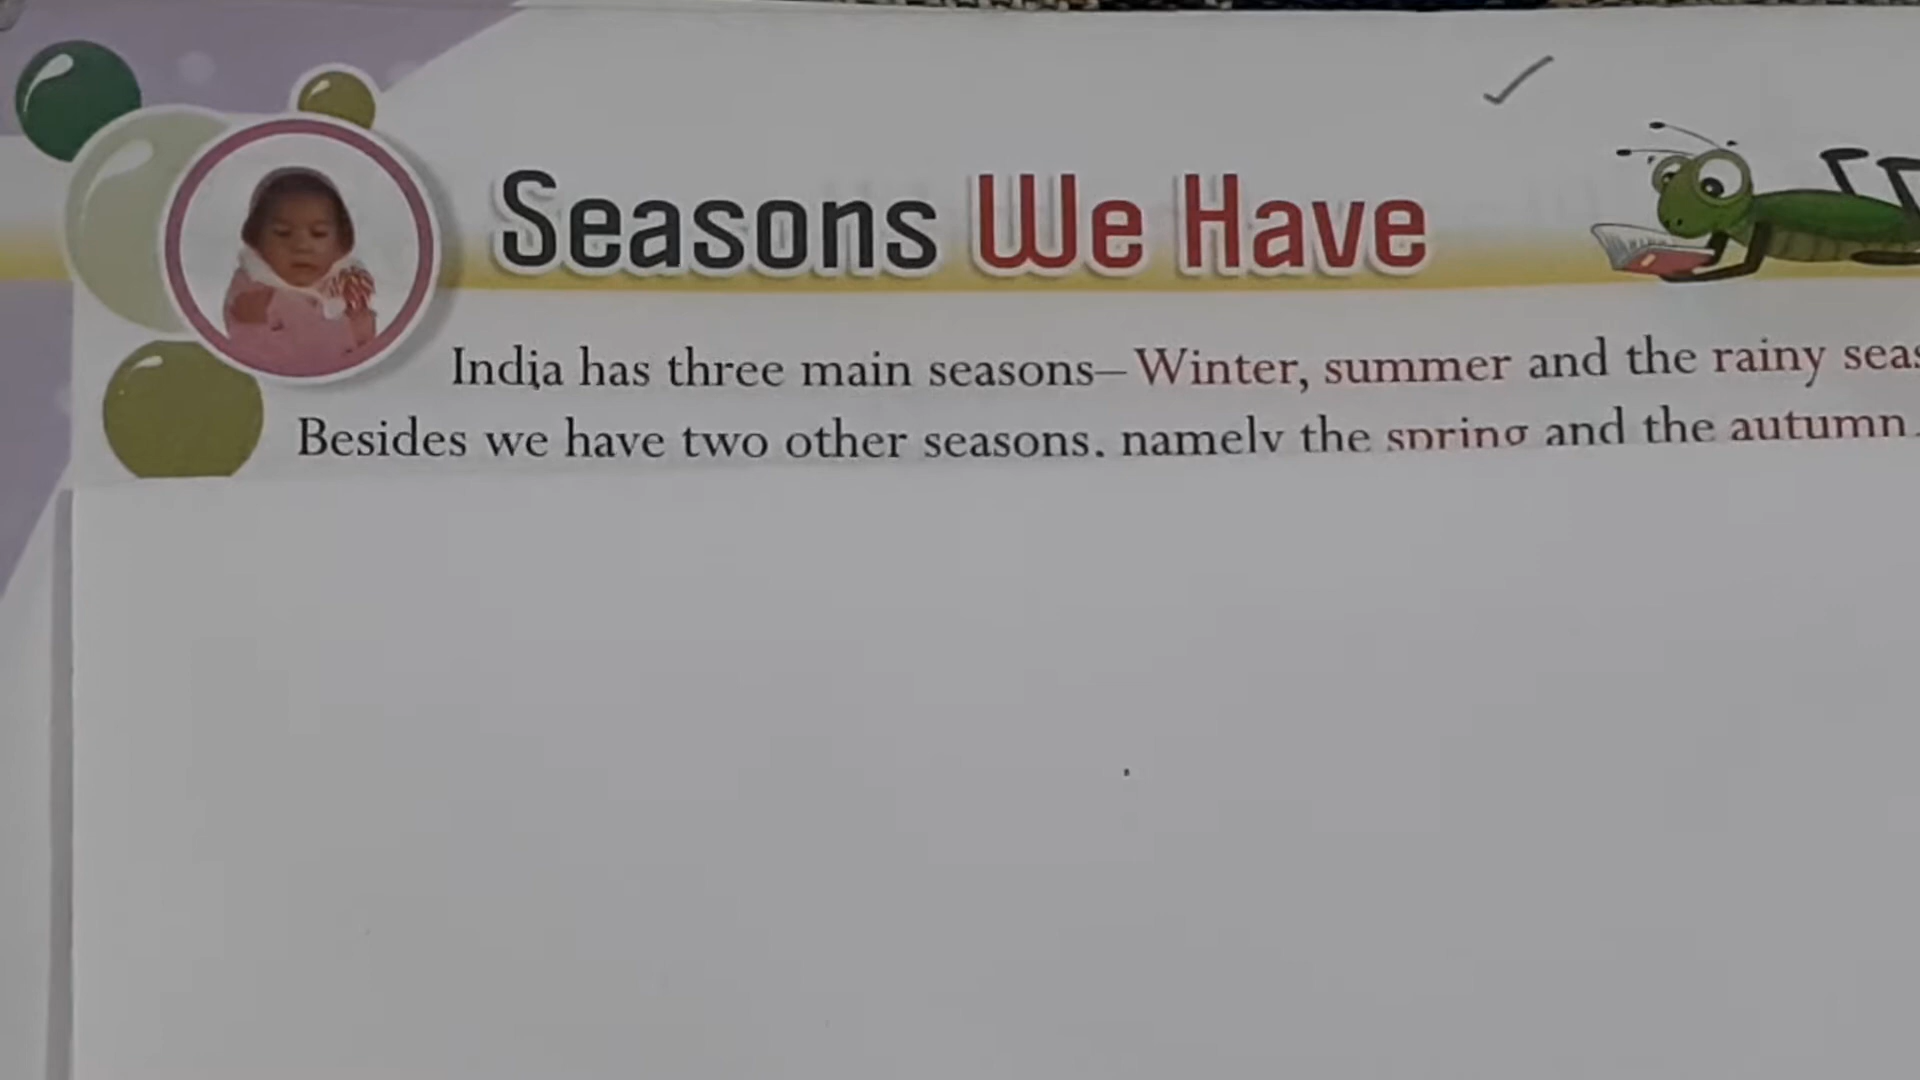 Seasons We Have
India has three main seasons– Winter, summer and the rainy seas
Besides we have two other seasons, namely the spring and the autumn.